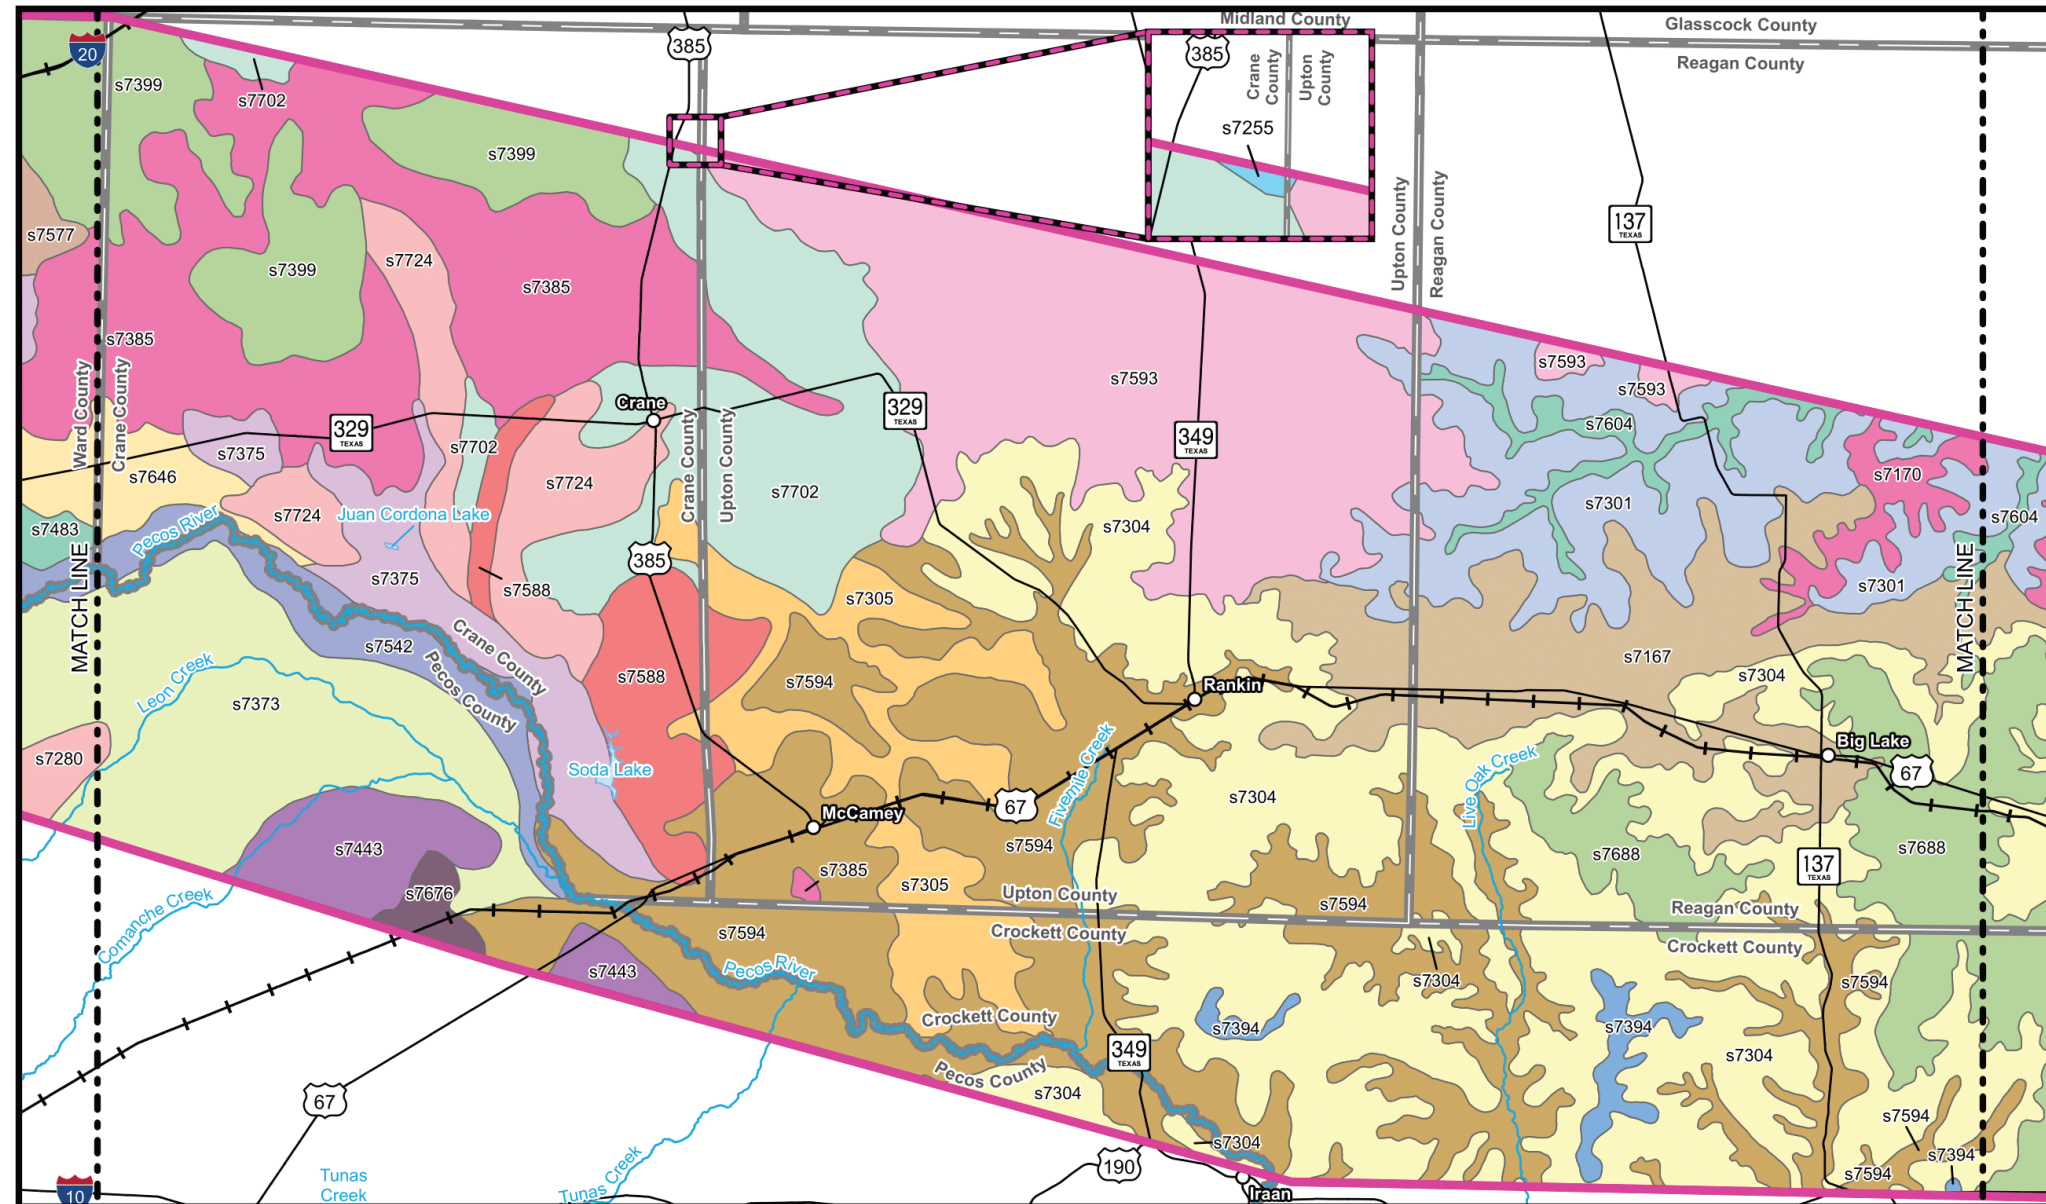 Midland County
Glasscock County
Reagan County
20
385
385
Crane
County
Upton
County
s7255
s7399
s7702
s7399
s7577
s7399
s7724
s7385
s7385
Upton County
Reagan County
137
TEXAS
s7593
s7593
s7593
Ward County
Crane County
Crane
329
TEXAS
329
TEXAS
349
TEXAS
s7604
s7375
s7702
s7646
s7724
s7702
Crane County
Upton County
s7170
s7301
s7604
s7483
Pecos River
s7724
Juan Cordona Lake
s7304
385
s7375
s7588
s7305
s7301
MATCH LINE
MATCH LINE
s7542
Crane County
Pecos County
s7167
Leon Creek
s7373
s7588
s7594
Rankin
s7304
s7280
Soda Lake
Fivemile Creek
Live Oak Creek
Big Lake
67
McCamey
67
s7304
s7443
s7385
s7594
s7688
s7688
s7676
s7305
137
TEXAS
Upton County
Crockett County
s7594
Reagan County
Crockett County
Comanche Creek
s7594
s7443
Pecos River
s7304
s7594
Crockett County
Pecos County
s7394
s7394
349
TEXAS
s7304
s7304
67
s7594
s7304
190
s7394
s7594
Tunas
Creek
Tunas Creek
10
Iraan